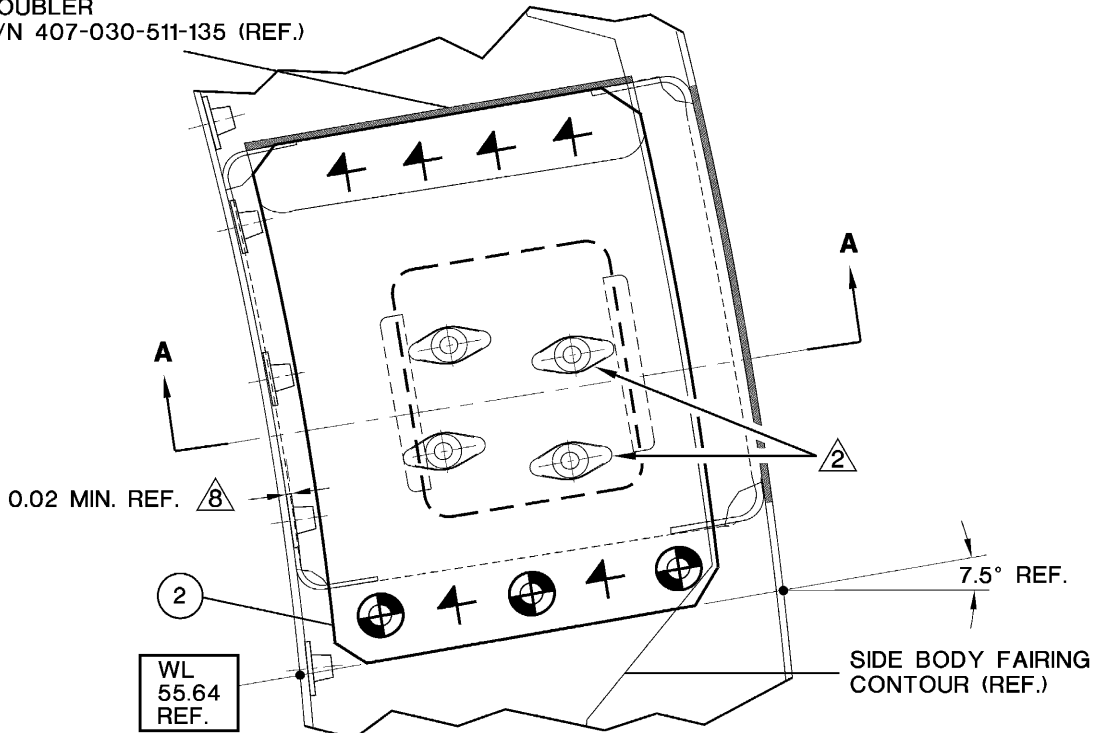 OUBLER
/N 407-030-511-135 (REF.)
A
A
2
0.02 MIN. REF. 8
7.5° REF.
2
SIDE BODY FAIRING
CONTOUR (REF.)
WL
55.64
REF.